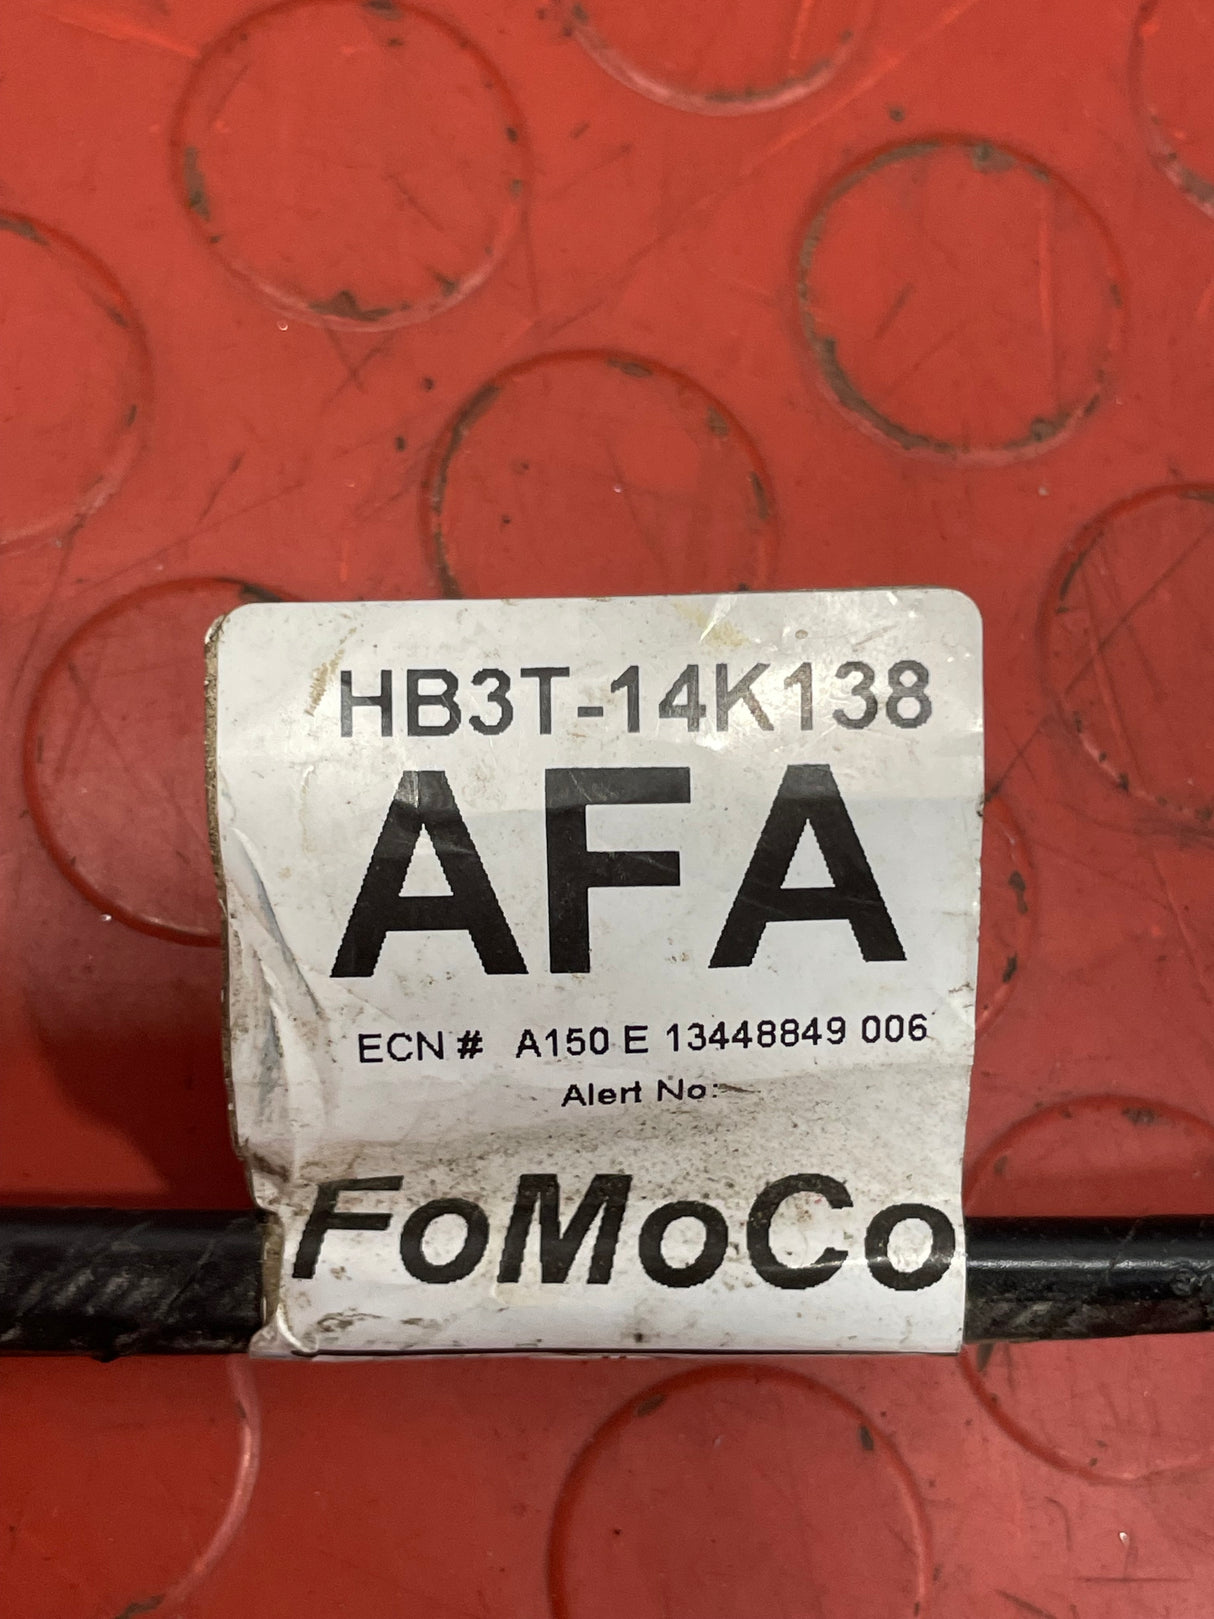 HB3T-14K138
AFA
ECN # A150 E 13448849 006
Alert No:
FoMoCo